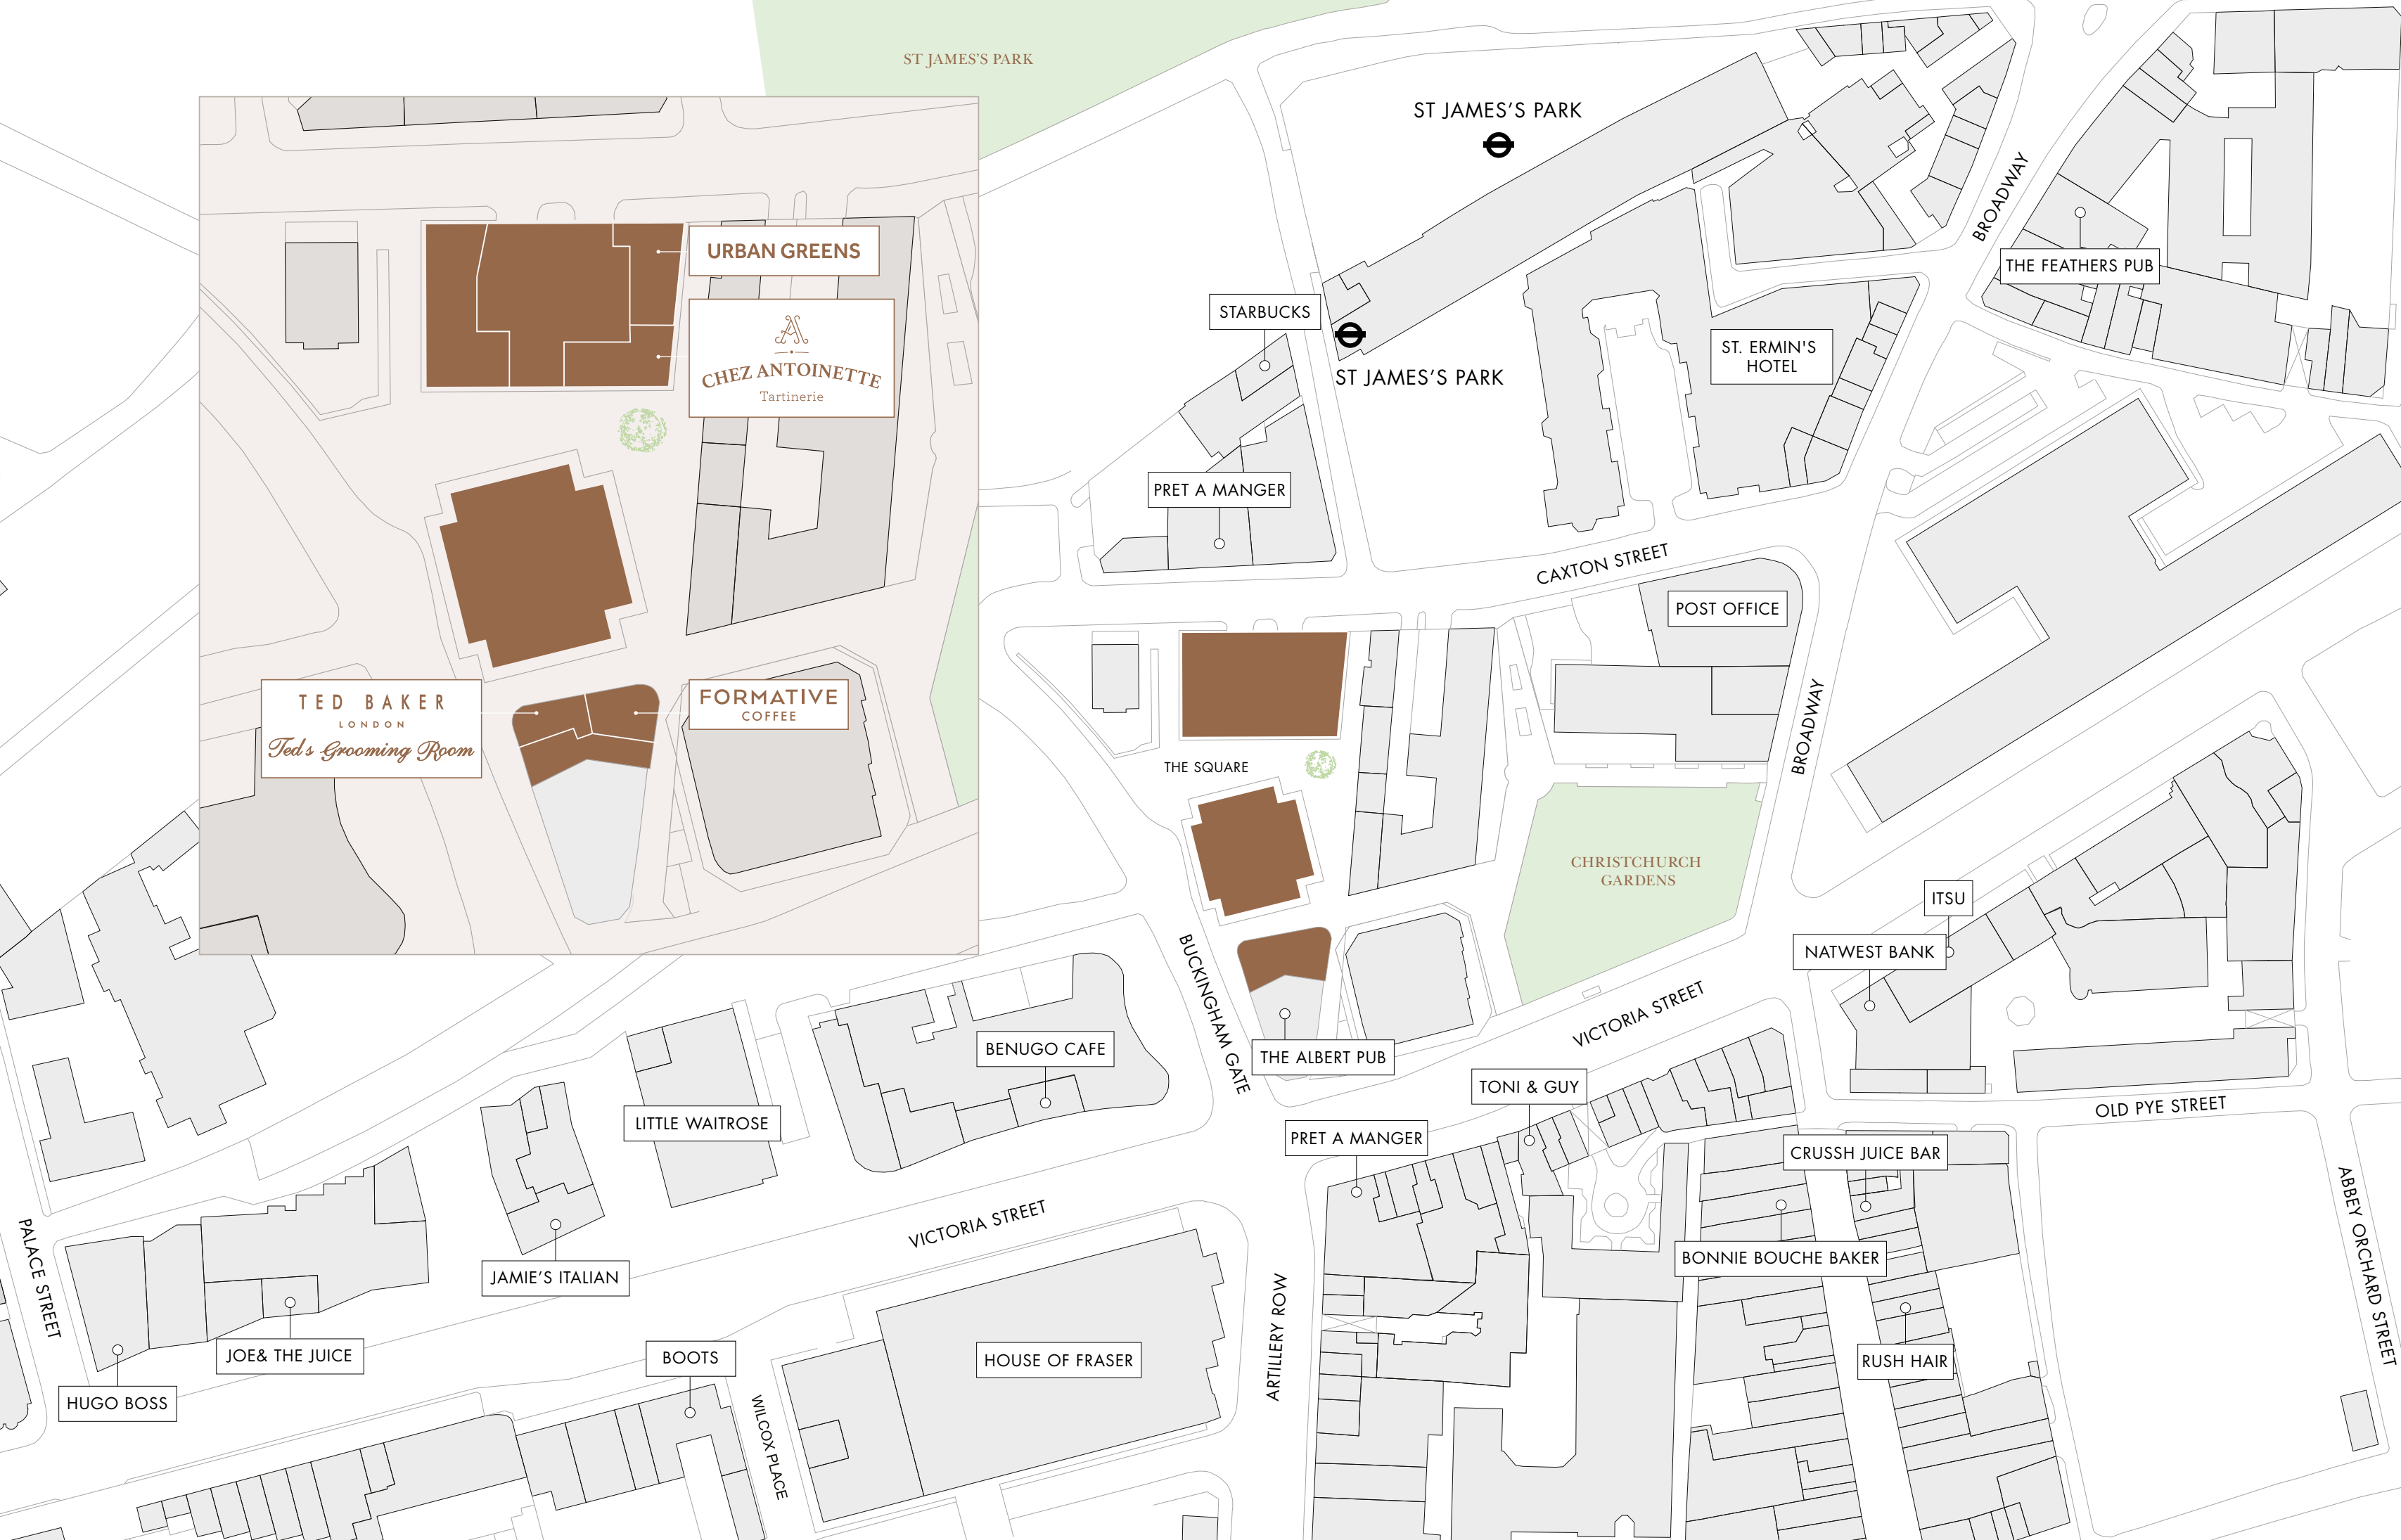 ST JAMES'S PARK
ST JAMES'S PARK
BROADWAY
URBAN GREENS
THE FEATHERS PUB
STARBUCKS
CHEZ ANTOINETTE
Tartinerie
ST JAMES'S PARK
ST. ERMIN'S
HOTEL
PRET A MANGER
CAXTON STREET
POST OFFICE
TED BAKER
LONDON
Ted's Grooming Room
FORMATIVE
COFFEE
BROADWAY
THE SQUARE
CHRISTCHURCH
GARDENS
ITSU
NATWEST BANK
BUCKINGHAM GATE
VICTORIA STREET
BENUGO CAFE
THE ALBERT PUB
TONI & GUY
OLD PYE STREET
LITTLE WAITROSE
PRET A MANGER
CRUSSH JUICE BAR
VICTORIA STREET
PALACE STREET
JAMIE'S ITALIAN
BONNIE BOUCHE BAKER
ABBEY ORCHARD STREET
ARTILLERY ROW
JOE& THE JUICE
BOOTS
HOUSE OF FRASER
RUSH HAIR
HUGO BOSS
WILCOX PLACE